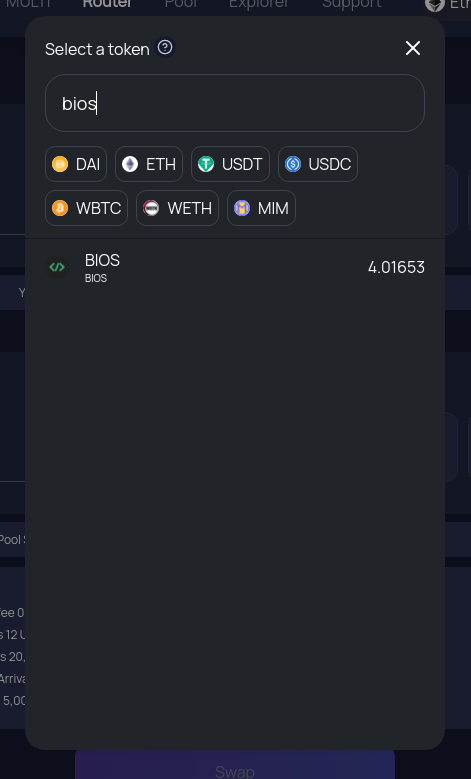 MULTI Router Pool Explorer Support Eth
Select a token ?
bios
DAI ETH USDT USDC
WBTC WETH MIM
BIOS 4.01653
BIOS
Y
Pool S
fee 0
s 12 U
s 20,
Arriva
5,00
Swap